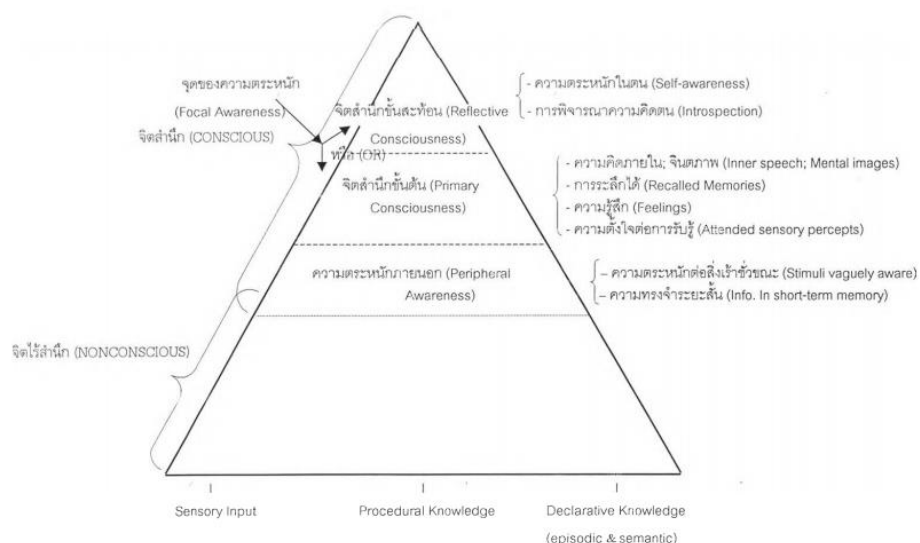 จุดของความตระหนัก
(Focal Awareness)
จิตสำนึก (CONSCIOUS)
หรือ (OR)
จิตสำนึกขั้นสะท้อน (Reflective
Consciousness)
- ความตระหนักในตน (Self-awareness)
- การพิจารณาความคิดตน (Introspection)
จิตสำนึกขั้นต้น (Primary
Consciousness)
- ความคิดภายใน; จินตภาพ (Inner speech; Mental images)
- การระลึกได้ (Recalled Memories)
- ความรู้สึก (Feelings)
- ความตั้งใจต่อการรับรู้ (Attended sensory percepts)
ความตระหนักภายนอก (Peripheral
Awareness)
– ความตระหนักต่อสิ่งเร้าชั่วขณะ (Stimuli vaguely aware)
– ความทรงจำระยะสั้น (Info. In short-term memory)
จิตไร้สำนึก (NONCONSCIOUS)
Sensory Input
Procedural Knowledge
Declarative Knowledge
(episodic & semantic)